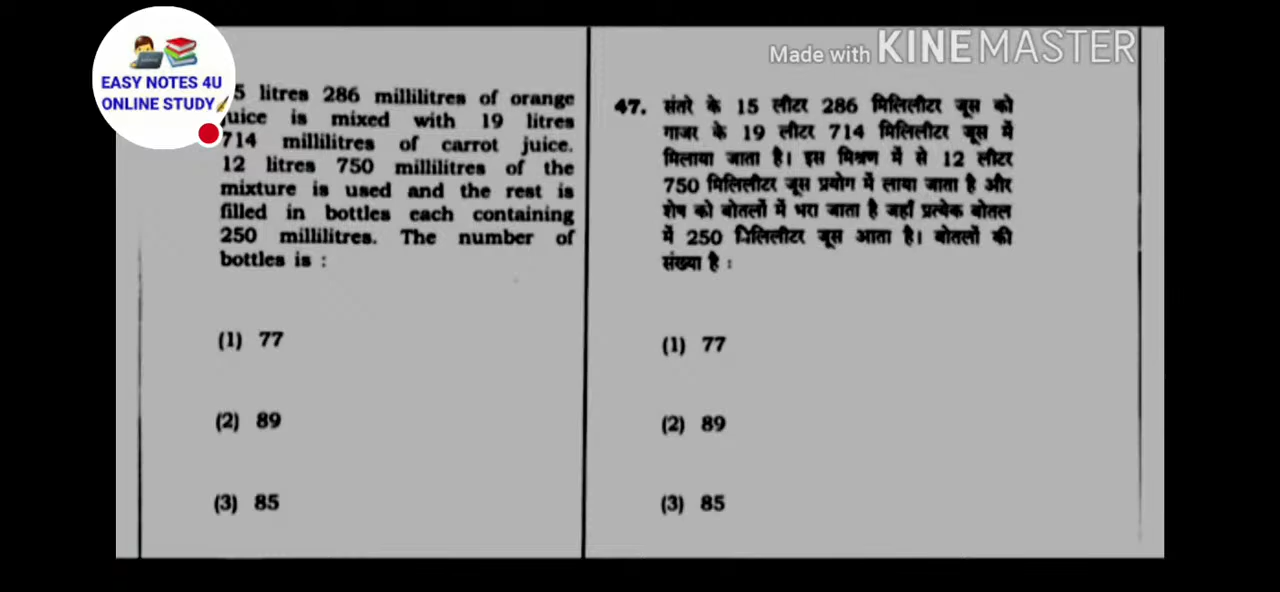 EASY NOTES 4U
ONLINE STUDY
Made with KINEMASTER
5 litres 286 millilitres of orange
juice is mixed with 19 litres
714 millilitres of carrot juice.
12 litres 750 millilitres of the
mixture is used and the rest is
filled in bottles each containing
250 millilitres. The number of
bottles is :
(1) 77
(2) 89
(3) 85
47. संतरे के 15 लीटर 286 मिलिलीटर जूस को
गाजर के 19 लीटर 714 मिलिलीटर जूस में
मिलाया जाता है। इस मिश्रण में से 12 लीटर
750 मिलिलीटर जूस प्रयोग में लाया जाता है और
शेष को बोतलों में भरा जाता है जहाँ प्रत्येक बोतल
में 250 मिलिलीटर जूस आता है। बोतलों की
संख्या है :
(1) 77
(2) 89
(3) 85